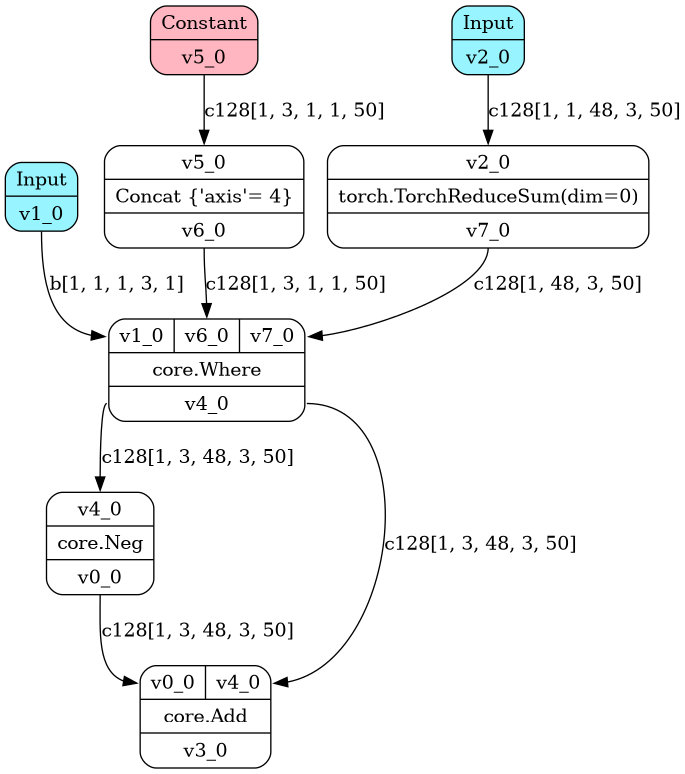 Constant
v5_0
Input
v2_0
c128[1, 3, 1, 1, 50]
c128[1, 1, 48, 3, 50]
v5_0
Concat {'axis'= 4}
v6_0
v2_0
torch.TorchReduceSum(dim=0)
v7_0
Input
v1_0
b[1, 1, 1, 3, 1]
c128[1, 3, 1, 1, 50]
c128[1, 48, 3, 50]
v1_0 v6_0 v7_0
core.Where
v4_0
c128[1, 3, 48, 3, 50]
v4_0
core.Neg
v0_0
c128[1, 3, 48, 3, 50]
c128[1, 3, 48, 3, 50]
v0_0 v4_0
core.Add
v3_0